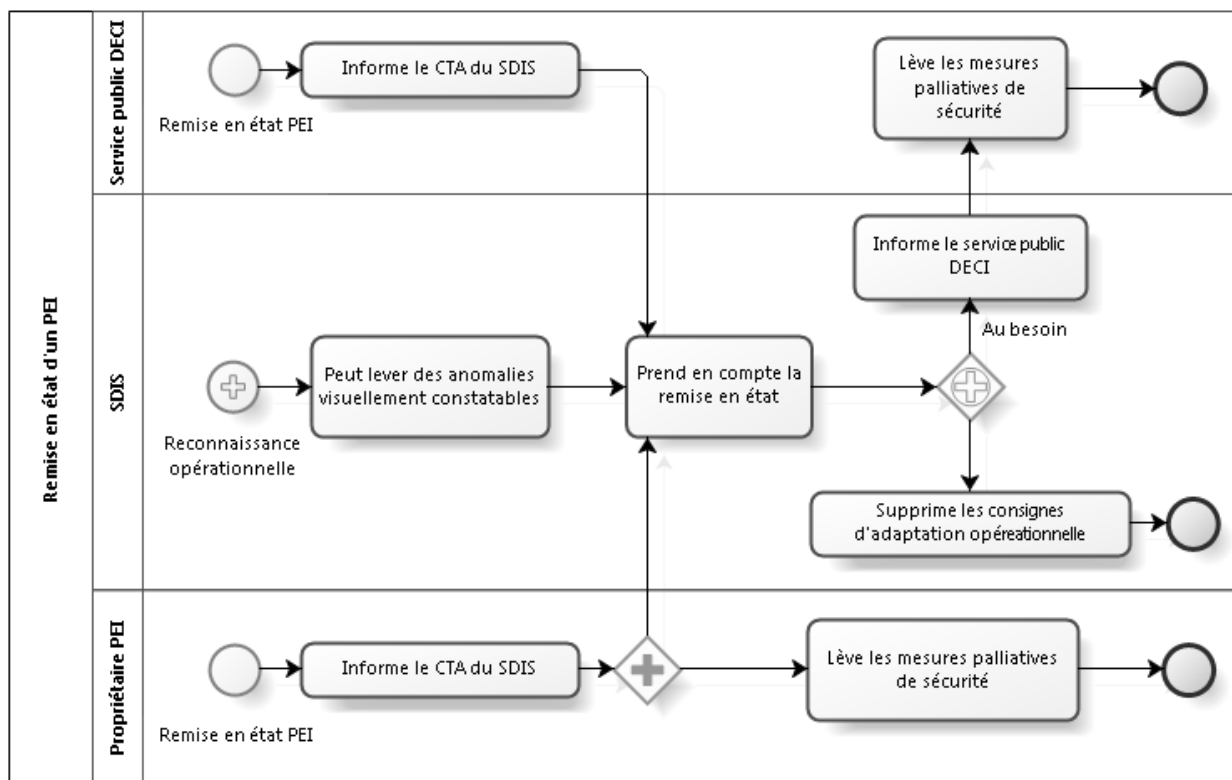 Remise en état d'un PEI
Service public DECI
Informe le CTA du SDIS
Remise en état PEI
Lève les mesures
palliatives de
sécurité
SDIS
Informe le service public
DECI
Au besoin
Peut lever des anomalies
visuellement constatables
Prend en compte la
remise en état
Reconnaissance
opérationnelle
Supprime les consignes
d'adaptation opéreationnelle
Propriétaire PEI
Informe le CTA du SDIS
Remise en état PEI
Lève les mesures palliatives
de sécurité